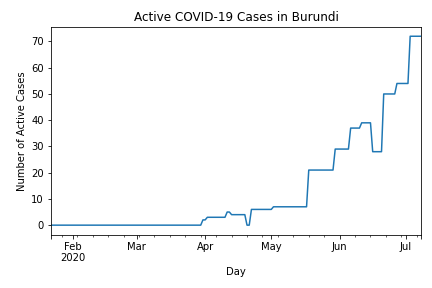 Active COVID-19 Cases in Burundi
70
60
50
40
30
20
10
0
Number of Active Cases
Feb Mar Apr May Jun Jul
2020
Day